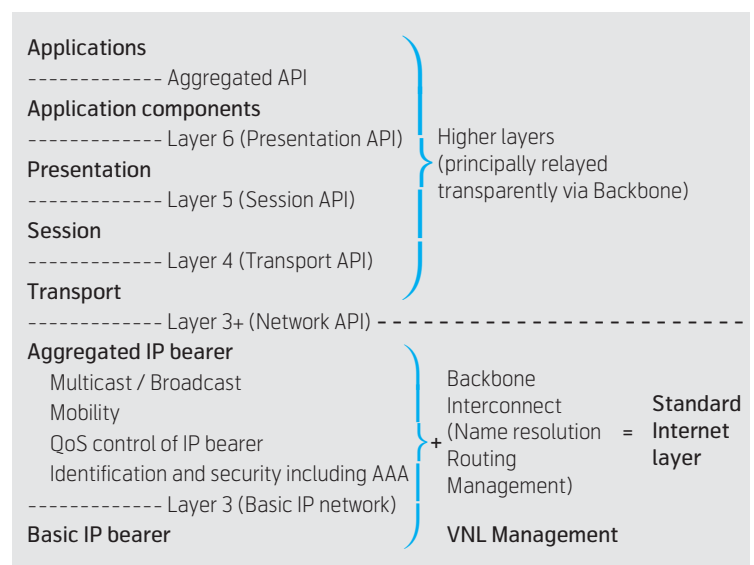 Applications
------------- Aggregated API
Application components
------------- Layer 6 (Presentation API)
Presentation
------------- Layer 5 (Session API)
Session
------------- Layer 4 (Transport API)
Transport
Higher layers
(principally relayed
transparently via Backbone)
------------- Layer 3+ (Network API) - - - - - - - - - - - - - - - - - - - - - - - -
Aggregated IP bearer
Multicast / Broadcast
Mobility
QoS control of IP bearer
Identification and security including AAA
------------- Layer 3 (Basic IP network)
Basic IP bearer
+
Backbone
Interconnect
(Name resolution
Routing
Management)
=
Standard
Internet
layer
VNL Management